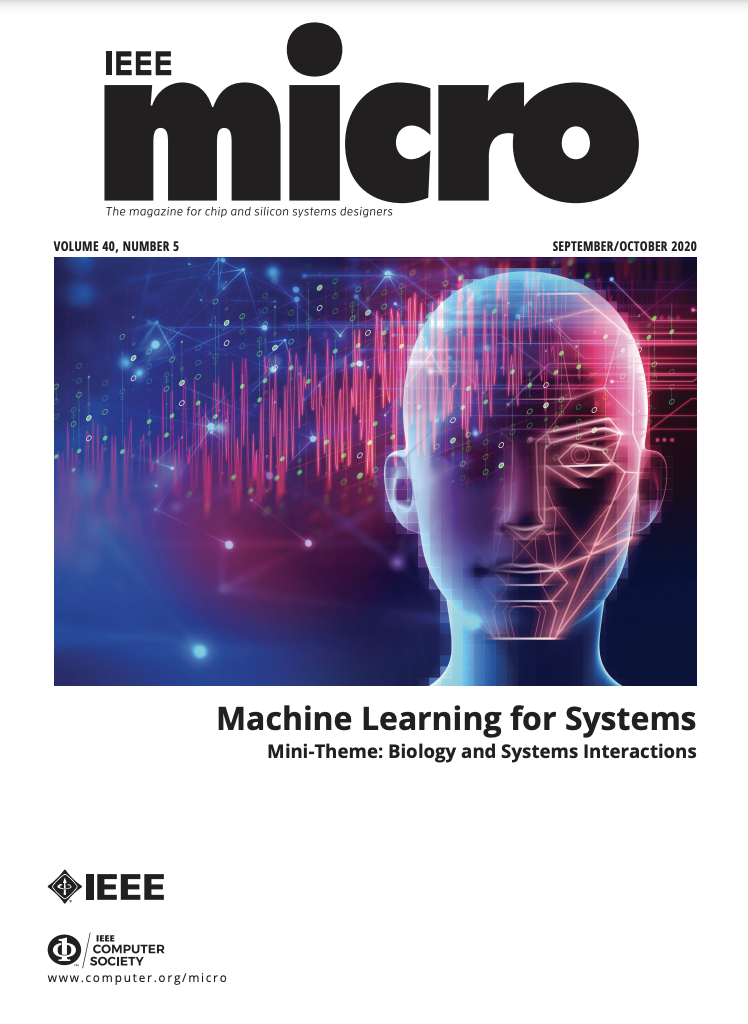 IEEE
micro
The magazine for chip and silicon systems designers
VOLUME 40, NUMBER 5
SEPTEMBER/OCTOBER 2020
Machine Learning for Systems
Mini-Theme: Biology and Systems Interactions
IEEE
IEEE
COMPUTER
SOCIETY
www.computer.org/micro